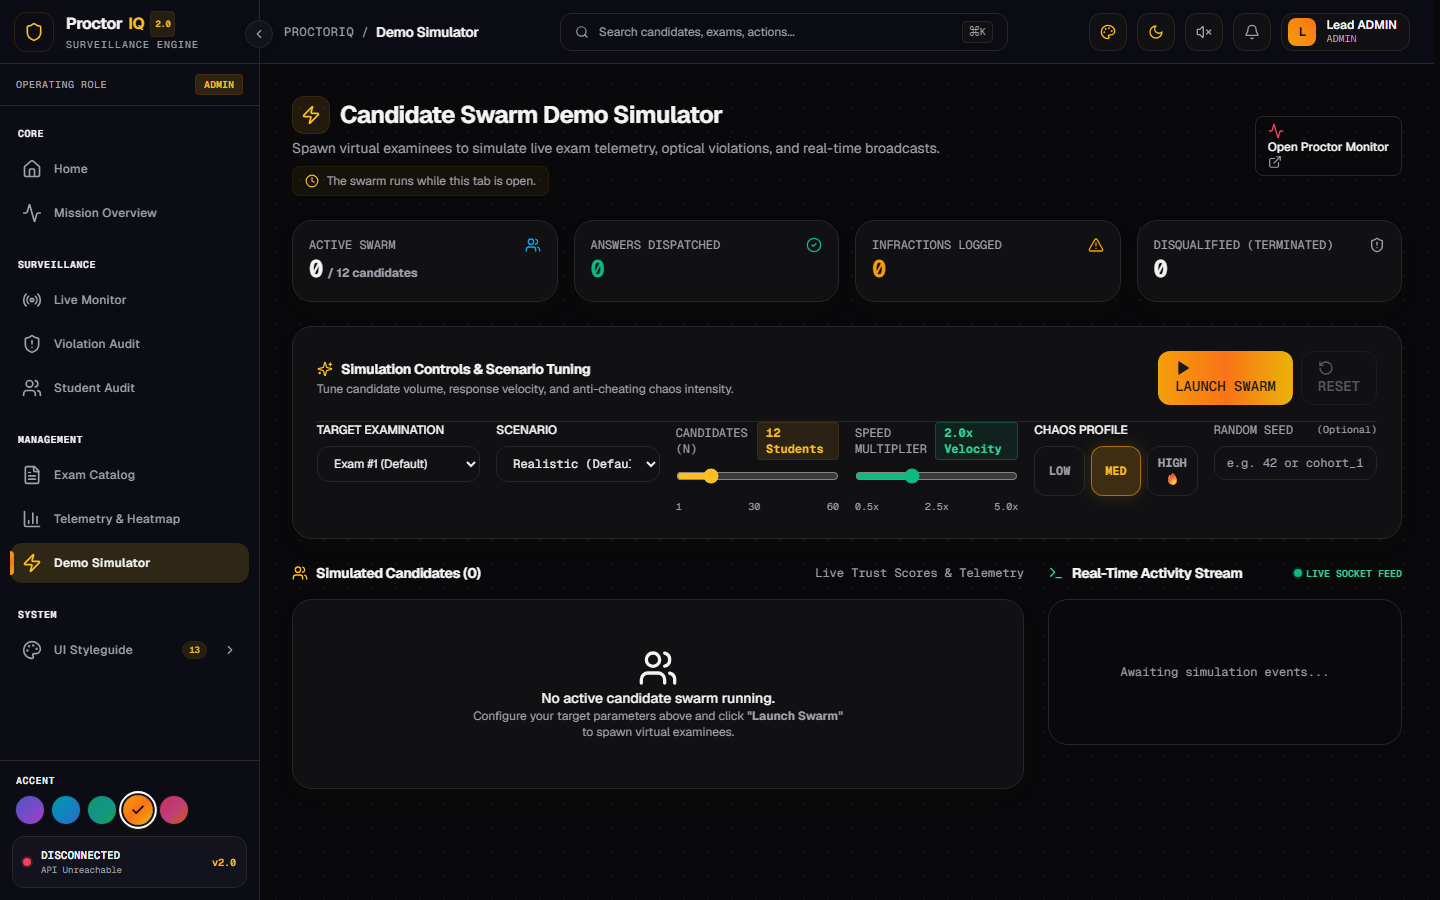 Proctor IQ 2.0
SURVEILLANCE ENGINE
OPERATING ROLE ADMIN
CORE
Home
Mission Overview
SURVEILLANCE
Live Monitor
Violation Audit
Student Audit
MANAGEMENT
Exam Catalog
Telemetry & Heatmap
Demo Simulator
SYSTEM
UI Styleguide 13
ACCENT
DISCONNECTED
API Unreachable
v2.0
PROCTORIQ / Demo Simulator
Search candidates, exams, actions... ⌘K
L
Lead ADMIN
ADMIN
Candidate Swarm Demo Simulator
Spawn virtual examinees to simulate live exam telemetry, optical violations, and real-time broadcasts.
The swarm runs while this tab is open.
Open Proctor Monitor
ACTIVE SWARM
0 / 12 candidates
ANSWERS DISPATCHED
0
INFRACTIONS LOGGED
0
DISQUALIFIED (TERMINATED)
0
Simulation Controls & Scenario Tuning
Tune candidate volume, response velocity, and anti-cheating chaos intensity.
LAUNCH SWARM
RESET
TARGET EXAMINATION
Exam #1 (Default)
SCENARIO
Realistic (Defau
CANDIDATES
(N)
12
Students
1 30 60
SPEED
MULTIPLIER
2.0x
Velocity
0.5x 2.5x 5.0x
CHAOS PROFILE
LOW
MED
HIGH
🔥
RANDOM SEED (Optional)
e.g. 42 or cohort_1
Simulated Candidates (0)
Live Trust Scores & Telemetry
No active candidate swarm running.
Configure your target parameters above and click "Launch Swarm"
to spawn virtual examinees.
Real-Time Activity Stream
LIVE SOCKET FEED
Awaiting simulation events...